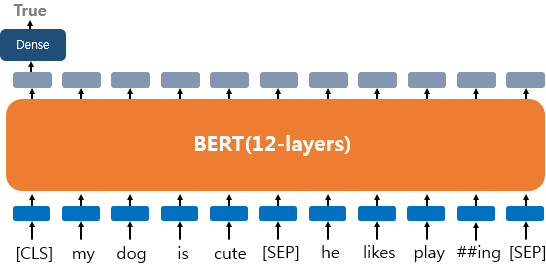 True
Dense
BERT(12-layers)
[CLS] my dog is cute [SEP] he likes play ##ing [SEP]